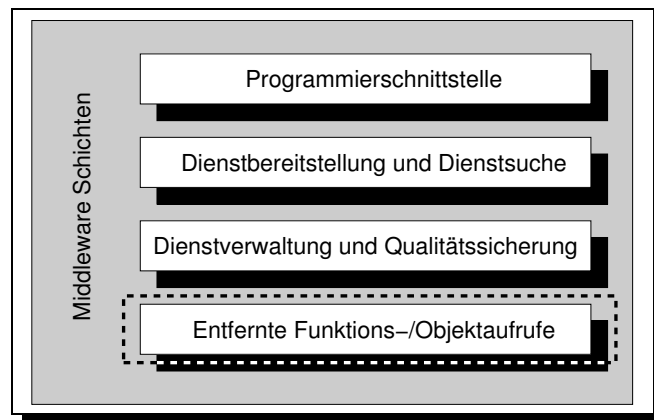 Middleware Schichten
Programmierschnittstelle
Dienstbereitstellung und Dienstsuche
Dienstverwaltung und Qualitätssicherung
Entfernte Funktions−/Objektaufrufe